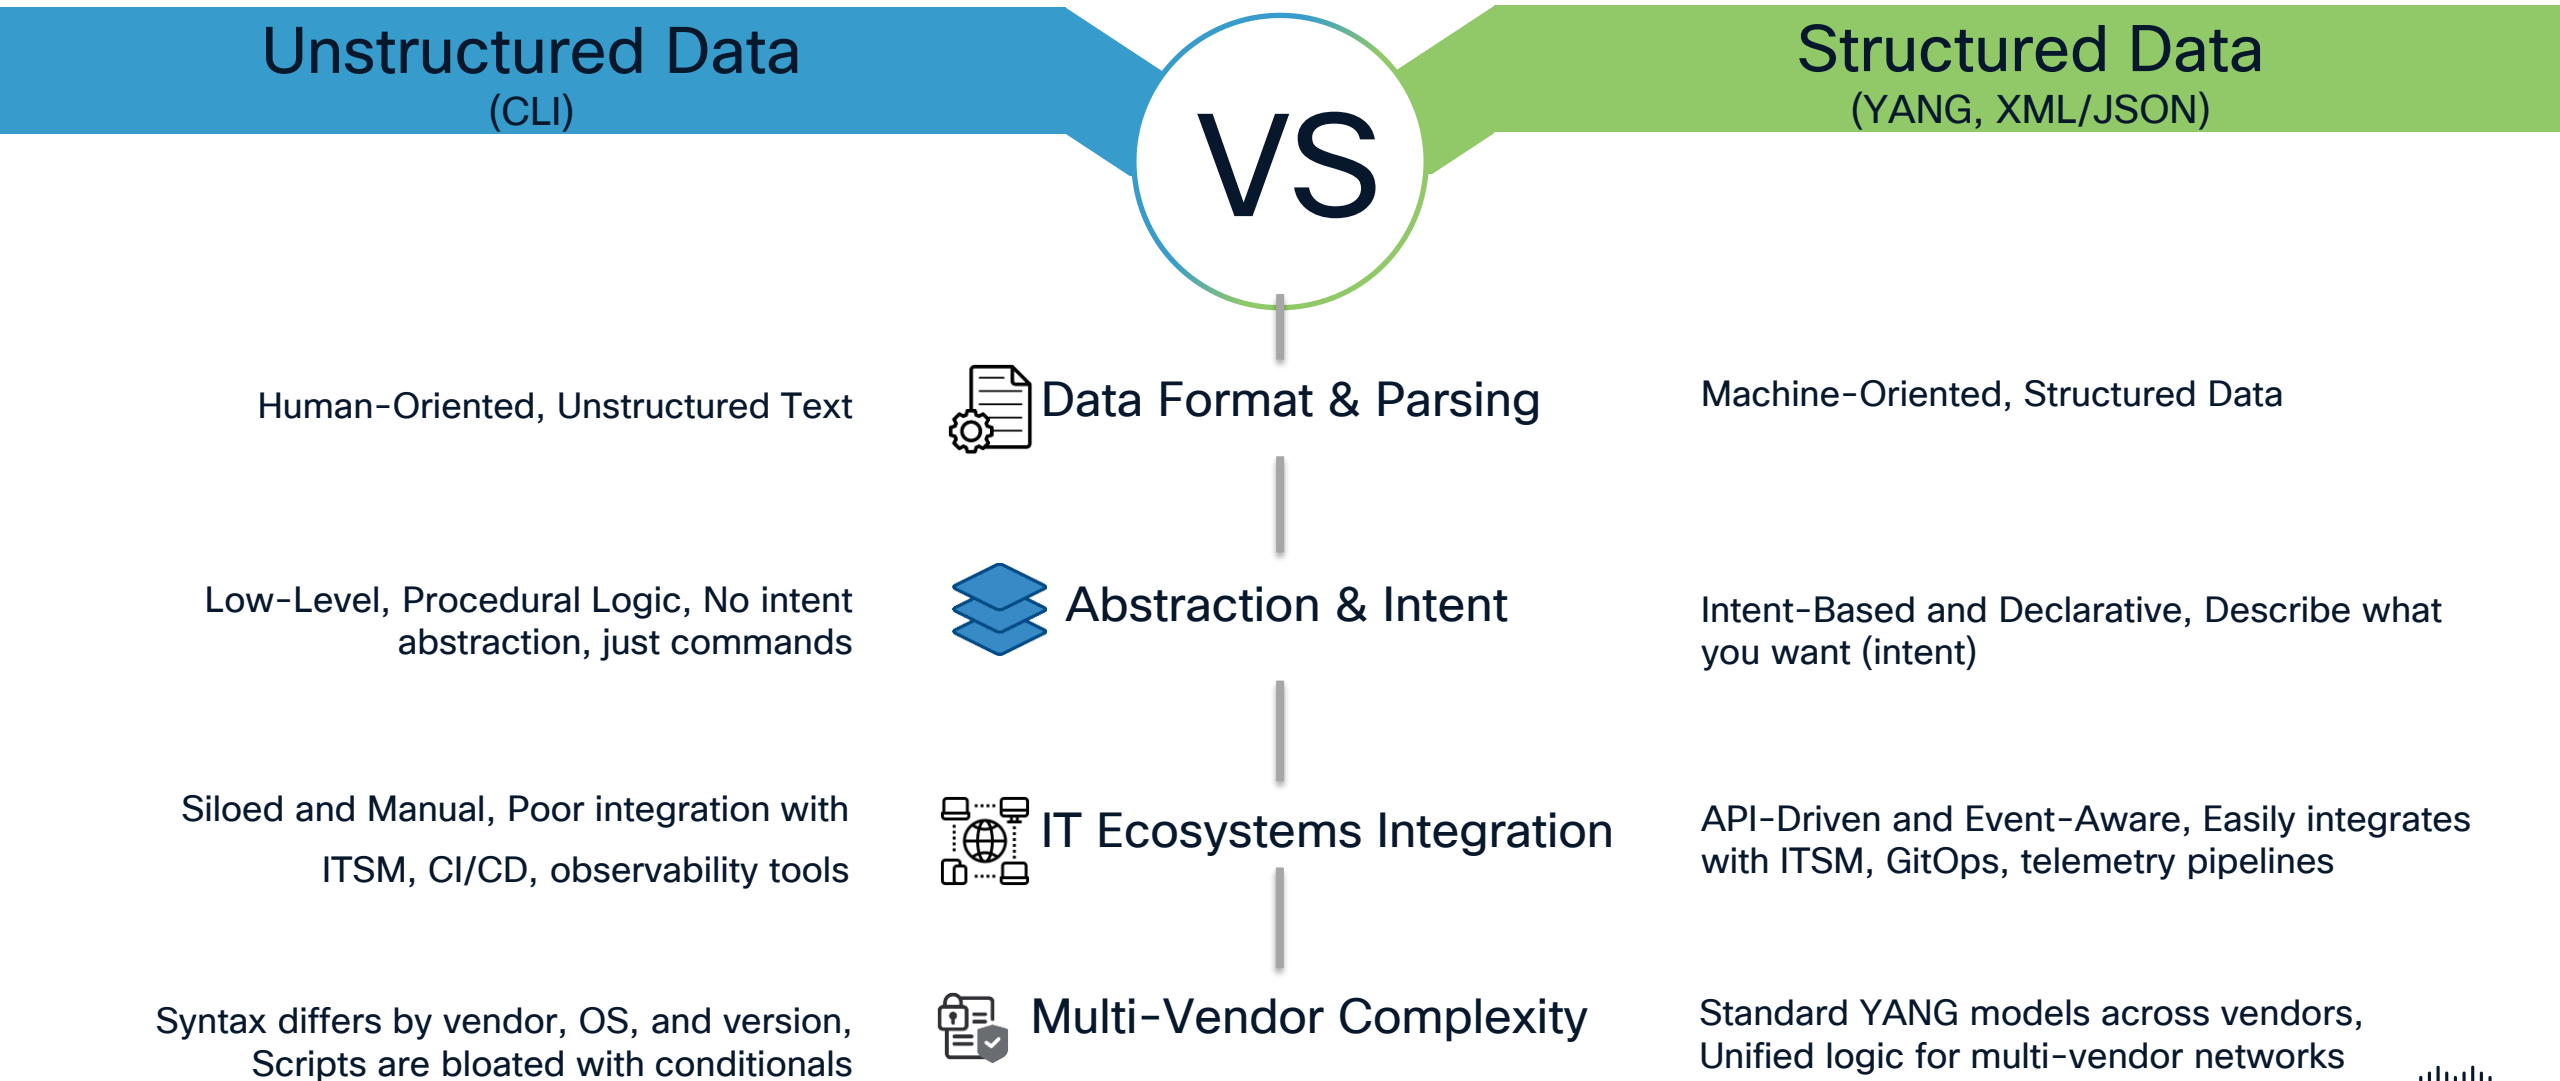 Unstructured Data
(CLI)
VS
Structured Data
(YANG, XML/JSON)
Human-Oriented, Unstructured Text
Data Format & Parsing
Machine-Oriented, Structured Data
Low-Level, Procedural Logic, No intent
abstraction, just commands
Abstraction & Intent
Intent-Based and Declarative, Describe what
you want (intent)
Siloed and Manual, Poor integration with
ITSM, CI/CD, observability tools
IT Ecosystems Integration
API-Driven and Event-Aware, Easily integrates
with ITSM, GitOps, telemetry pipelines
Syntax differs by vendor, OS, and version,
Scripts are bloated with conditionals
Multi-Vendor Complexity
Standard YANG models across vendors,
Unified logic for multi-vendor networks